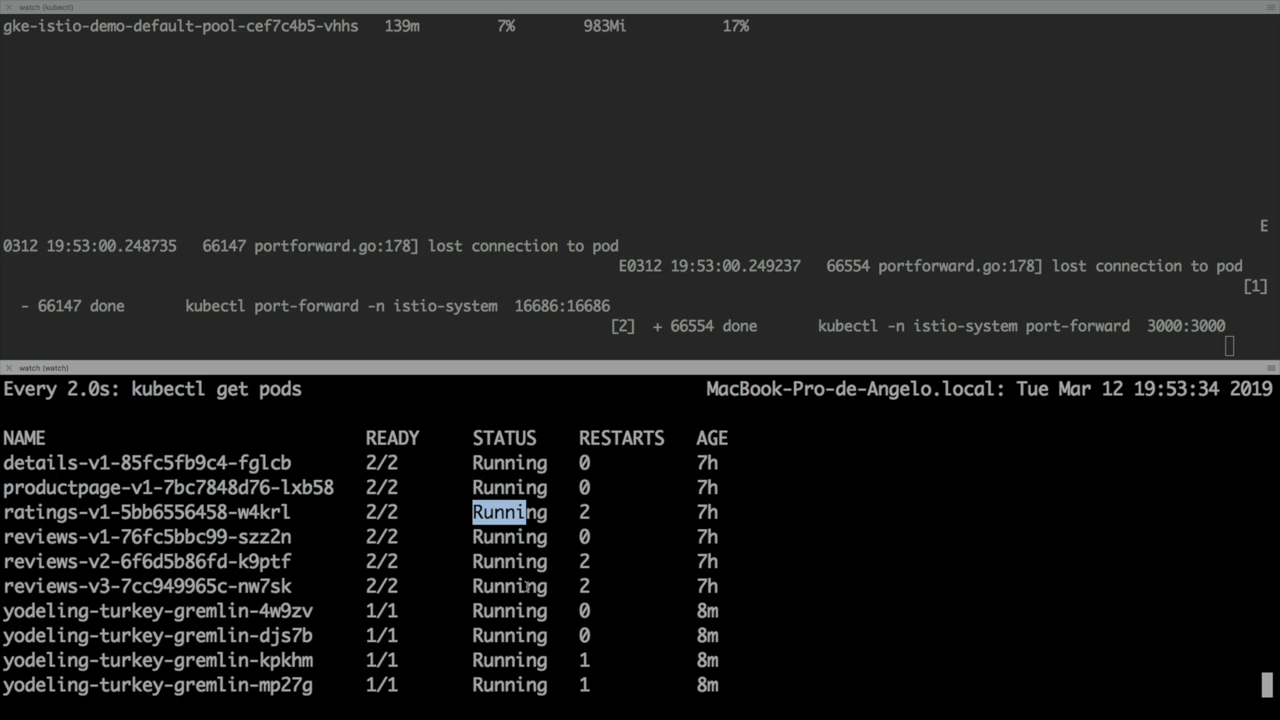 watch (kubectl)
gke-istio-demo-default-pool-cef7c4b5-vhhs 139m 7% 983Mi 17%
E
0312 19:53:00.248735 66147 portforward.go:178] lost connection to pod
E0312 19:53:00.249237 66554 portforward.go:178] lost connection to pod
[1]
- 66147 done kubectl port-forward -n istio-system 16686:16686
[2] + 66554 done kubectl -n istio-system port-forward 3000:3000
watch (watch)
Every 2.0s: kubectl get pods MacBook-Pro-de-Angelo.local: Tue Mar 12 19:53:34 2019
NAME READY STATUS RESTARTS AGE
details-v1-85fc5fb9c4-fglcb 2/2 Running 0 7h
productpage-v1-7bc7848d76-lxb58 2/2 Running 0 7h
ratings-v1-5bb6556458-w4krl 2/2 Running 2 7h
reviews-v1-76fc5bbc99-szz2n 2/2 Running 0 7h
reviews-v2-6f6d5b86fd-k9ptf 2/2 Running 2 7h
reviews-v3-7cc949965c-nw7sk 2/2 Running 2 7h
yodeling-turkey-gremlin-4w9zv 1/1 Running 0 8m
yodeling-turkey-gremlin-djs7b 1/1 Running 0 8m
yodeling-turkey-gremlin-kpkhm 1/1 Running 1 8m
yodeling-turkey-gremlin-mp27g 1/1 Running 1 8m